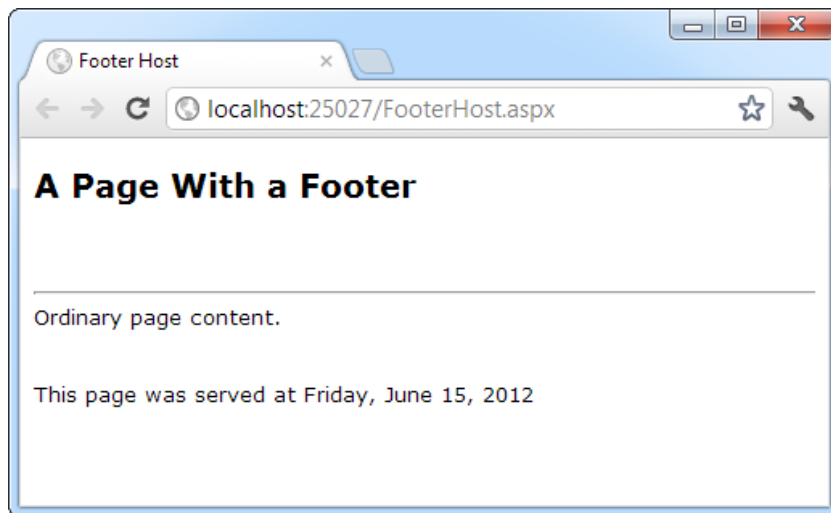 Footer Host
localhost:25027/FooterHost.aspx
A Page With a Footer
Ordinary page content.
This page was served at Friday, June 15, 2012